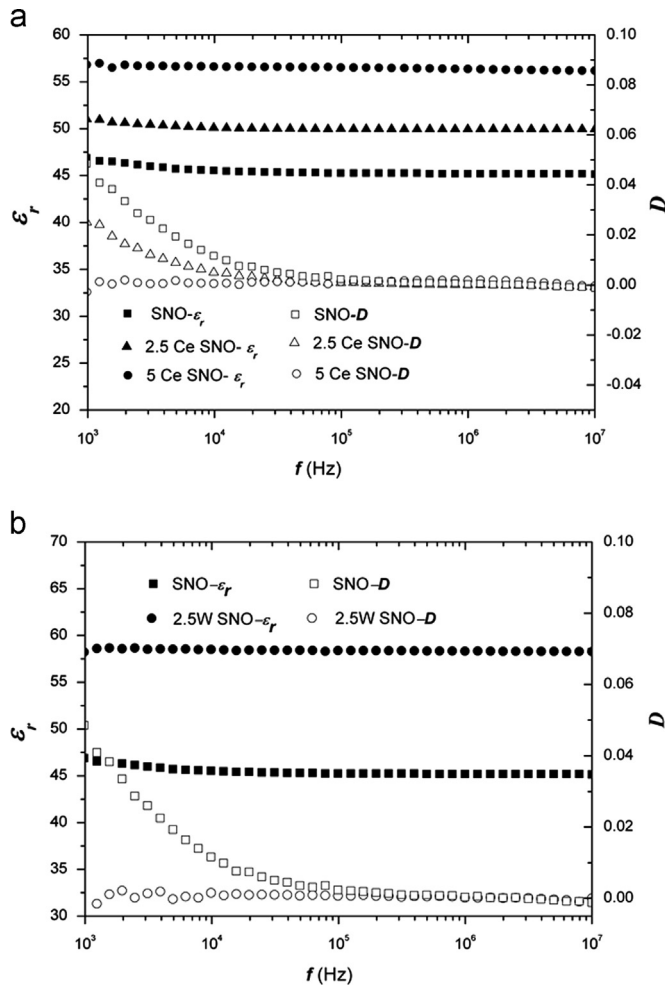 a
60
55
50
45
40
35
30
25
20
εr
0.10
0.08
0.06
0.04
0.02
0.00
-0.02
-0.04
D
SNO-εr
SNO-D
2.5 Ce SNO- εr
2.5 Ce SNO-D
5 Ce SNO- εr
5 Ce SNO-D
10³
10⁴
10⁵
10⁶
10⁷
f (Hz)
b
70
65
60
55
50
45
40
35
30
εr
0.10
0.08
0.06
0.04
0.02
0.00
D
SNO–εr
SNO–D
2.5W SNO–εr
2.5W SNO–D
10³
10⁴
10⁵
10⁶
10⁷
f (Hz)